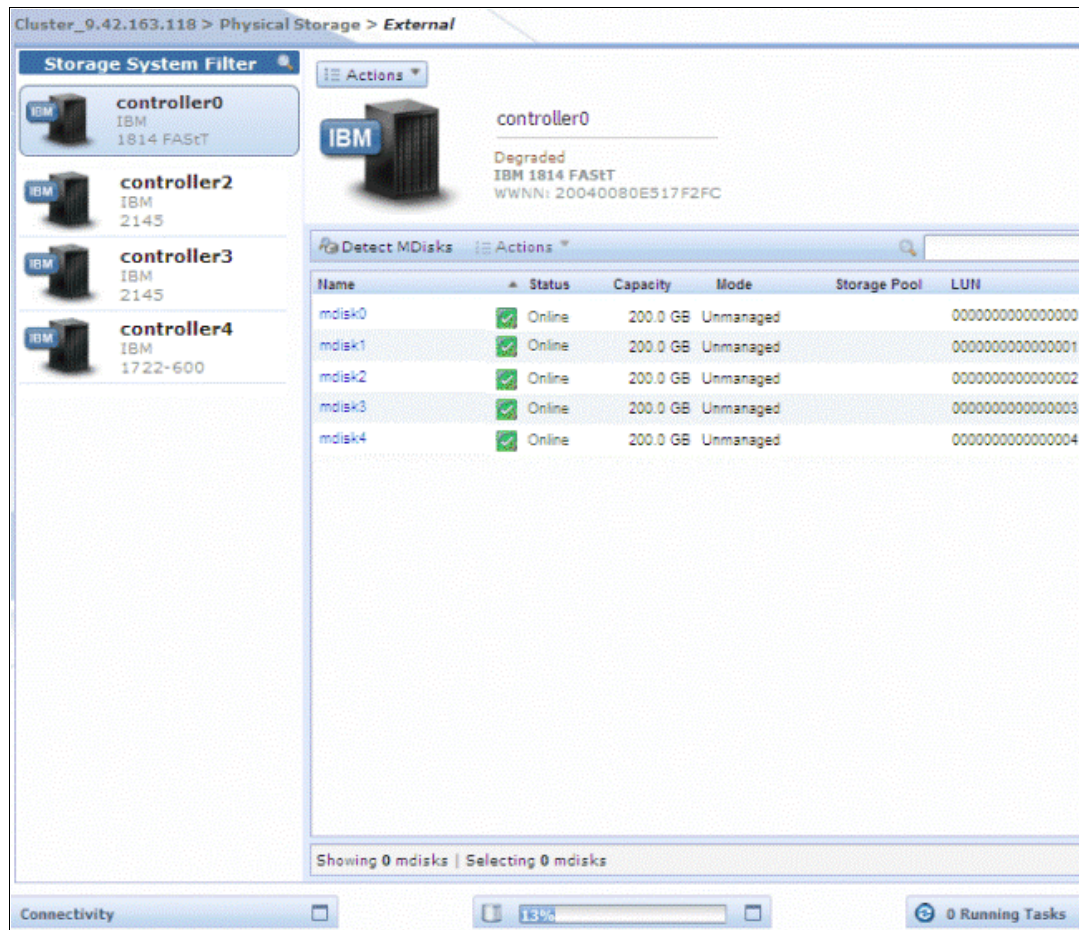 Cluster_9.42.163.118 > Physical Storage > External
Storage System Filter
IBM
controller0
IBM
1814 FAStT
IBM
controller2
IBM
2145
IBM
controller3
IBM
2145
IBM
controller4
IBM
1722-600
Actions
IBM
controller0
Degraded
IBM 1814 FAStT
WWNN: 20040080E517F2FC
Detect MDisks Actions
Name Status Capacity Mode Storage Pool LUN
mdisk0 Online 200.0 GB Unmanaged 0000000000000000
mdisk1 Online 200.0 GB Unmanaged 0000000000000001
mdisk2 Online 200.0 GB Unmanaged 0000000000000002
mdisk3 Online 200.0 GB Unmanaged 0000000000000003
mdisk4 Online 200.0 GB Unmanaged 0000000000000004
Showing 0 mdisks | Selecting 0 mdisks
Connectivity 13% 0 Running Tasks